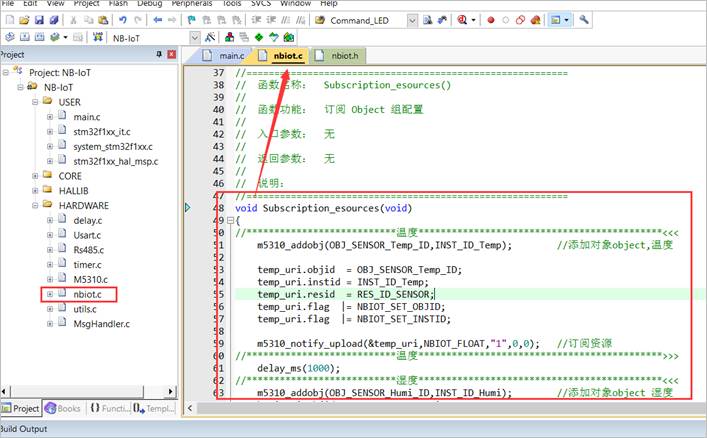 File Edit View Project Flash Debug Peripherals Tools SVCS Window Help
Command_LED
NB-IoT
Project
main.c nbiot.c nbiot.h
Project: NB-IoT
NB-IoT
USER
main.c
stm32f1xx_it.c
system_stm32f1xx.c
stm32f1xx_hal_msp.c
CORE
HALLIB
HARDWARE
delay.c
Usart.c
Rs485.c
timer.c
M5310.c
nbiot.c
utils.c
MsgHandler.c
Project Books {} Functi... Templ...
37 //=======================================================
38 // 函数名称： Subscription_esources()
39 //
40 // 函数功能： 订阅 Object 组配置
41 //
42 // 入口参数： 无
43 //
44 // 返回参数： 无
45 //
46 // 说明：
47 //=======================================================
48 void Subscription_esources(void)
49 {
50 //**************************温度******************************************<<<
51 m5310_addobj(OBJ_SENSOR_Temp_ID,INST_ID_Temp); //添加对象object,温度
52
53 temp_uri.objid = OBJ_SENSOR_Temp_ID;
54 temp_uri.instid = INST_ID_Temp;
55 temp_uri.resid = RES_ID_SENSOR;
56 temp_uri.flag |= NBIOT_SET_OBJID;
57 temp_uri.flag |= NBIOT_SET_INSTID;
58
59 m5310_notify_upload(&temp_uri,NBIOT_FLOAT,"1",0,0); //订阅资源
60 //**************************温度******************************************>>>
61 delay_ms(1000);
62 //**************************湿度******************************************<<<
63 m5310_addobj(OBJ_SENSOR_Humi_ID,INST_ID_Humi); //添加对象object 湿度
Build Output